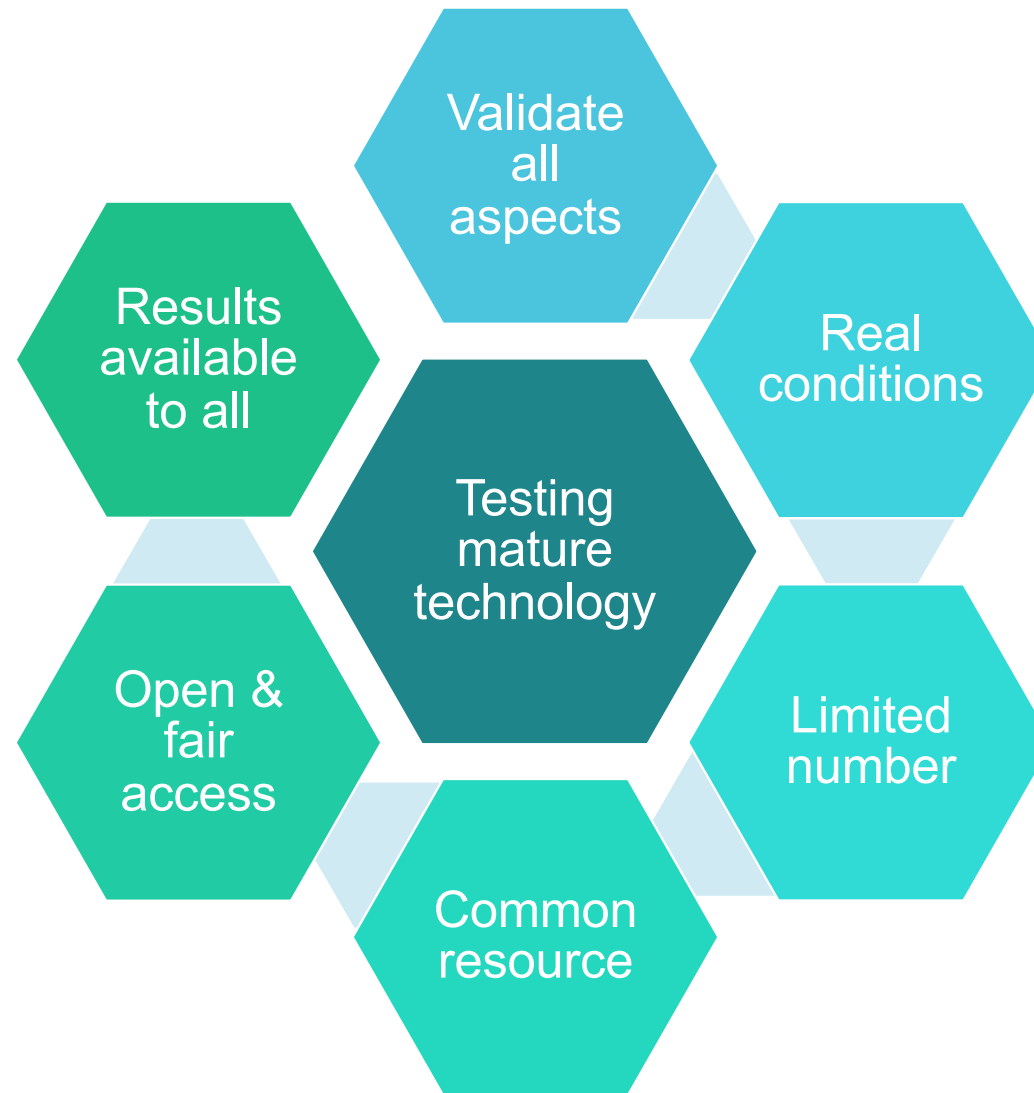 Validate
all
aspects
Real
conditions
Limited
number
Common
resource
Open &
fair
access
Results
available
to all
Testing
mature
technology